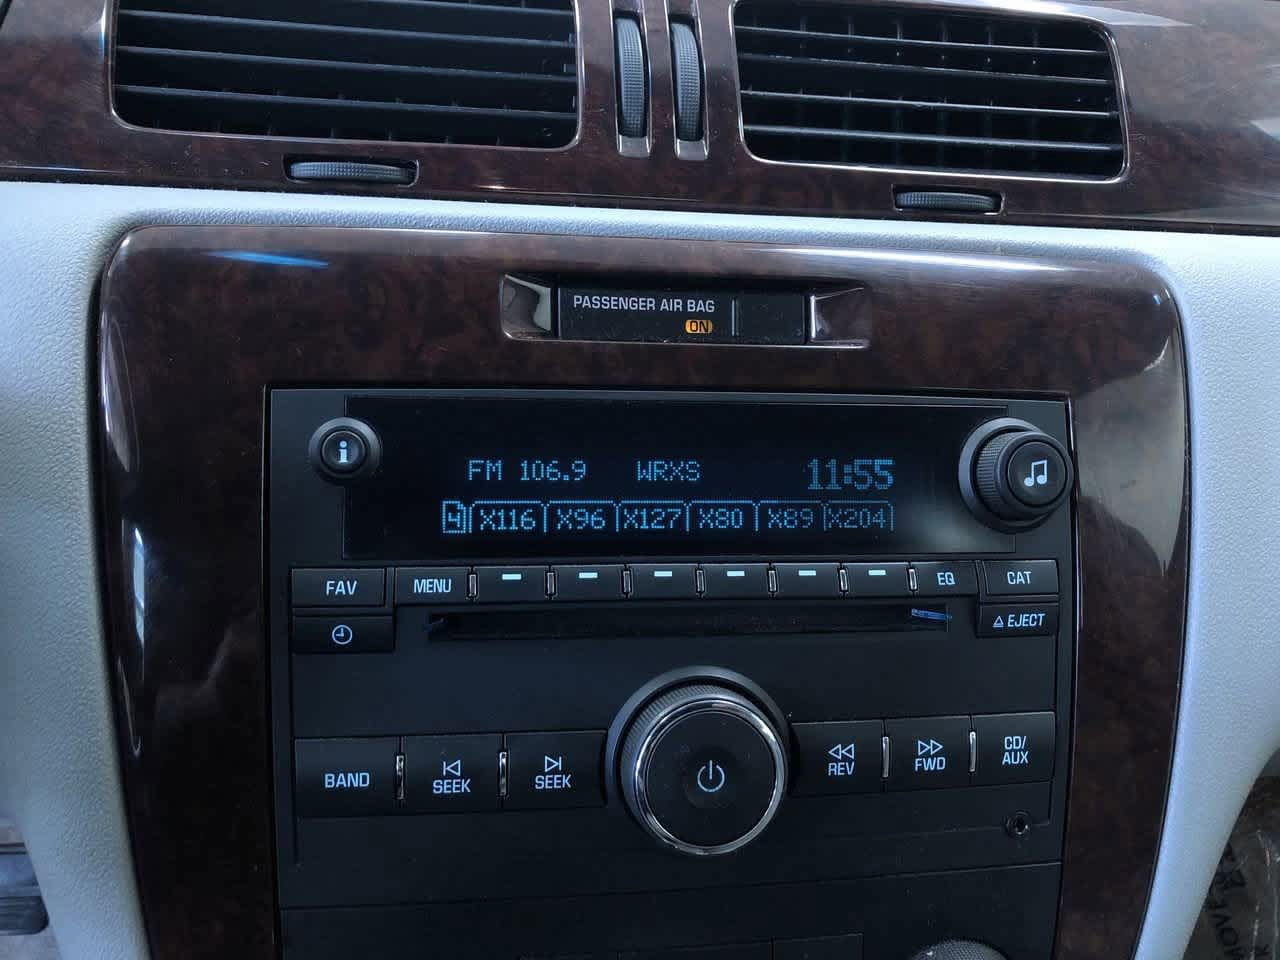 PASSENGER AIR BAG
ON
i
FM 106.9 WRXS 11:55
4 X116 X96 X127 X80 X89 X204
FAV MENU EQ CAT
EJECT
BAND SEEK SEEK REV FWD CD/
AUX